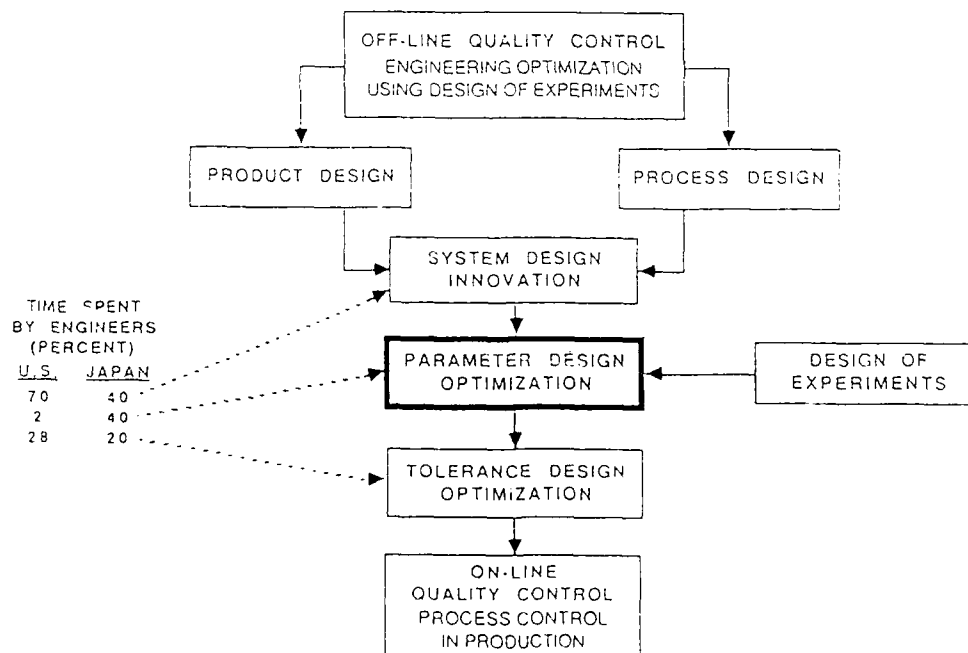 OFF-LINE QUALITY CONTROL
ENGINEERING OPTIMIZATION
USING DESIGN OF EXPERIMENTS
PRODUCT DESIGN
PROCESS DESIGN
SYSTEM DESIGN
INNOVATION
TIME SPENT
BY ENGINEERS
(PERCENT)
U.S. JAPAN
70 40
2 40
28 20
PARAMETER DESIGN
OPTIMIZATION
DESIGN OF
EXPERIMENTS
TOLERANCE DESIGN
OPTIMIZATION
ON-LINE
QUALITY CONTROL
PROCESS CONTROL
IN PRODUCTION